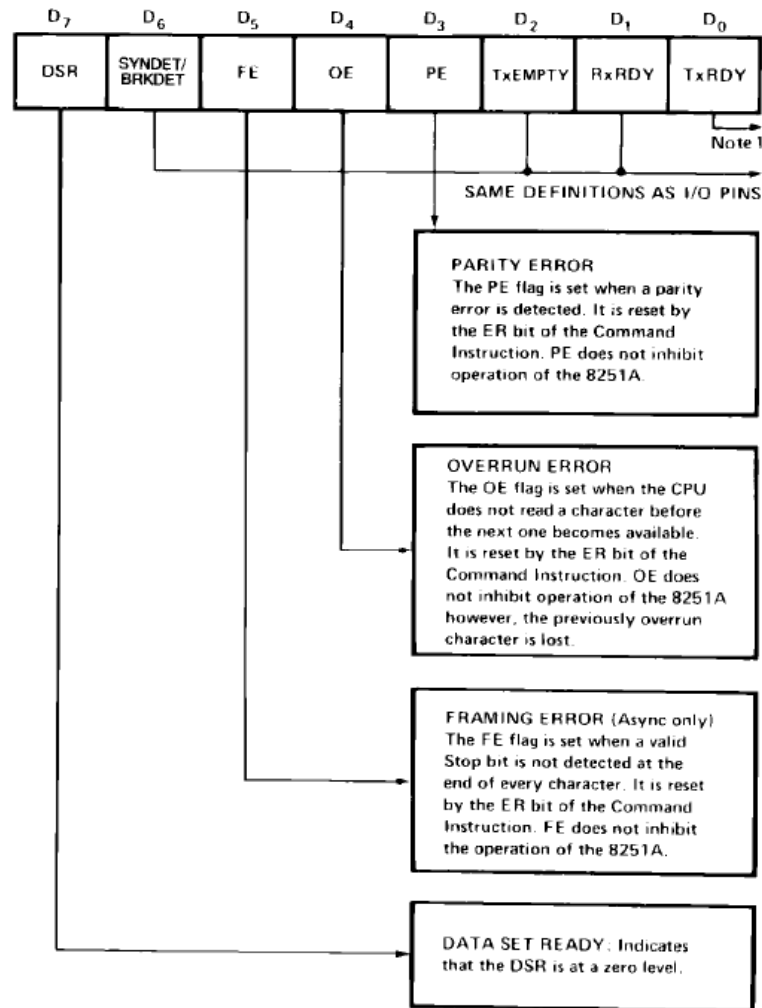 D7 D6 D5 D4 D3 D2 D1 D0
DSR SYNDET/ BRKDET FE OE PE TxEMPTY RxRDY TxRDY
Note 1
SAME DEFINITIONS AS I/O PINS
PARITY ERROR
The PE flag is set when a parity
error is detected. It is reset by
the ER bit of the Command
Instruction. PE does not inhibit
operation of the 8251A.
OVERRUN ERROR
The OE flag is set when the CPU
does not read a character before
the next one becomes available.
It is reset by the ER bit of the
Command Instruction. OE does
not inhibit operation of the 8251A
however, the previously overrun
character is lost.
FRAMING ERROR (Async only)
The FE flag is set when a valid
Stop bit is not detected at the
end of every character. It is reset
by the ER bit of the Command
Instruction. FE does not inhibit
the operation of the 8251A.
DATA SET READY: Indicates
that the DSR is at a zero level.